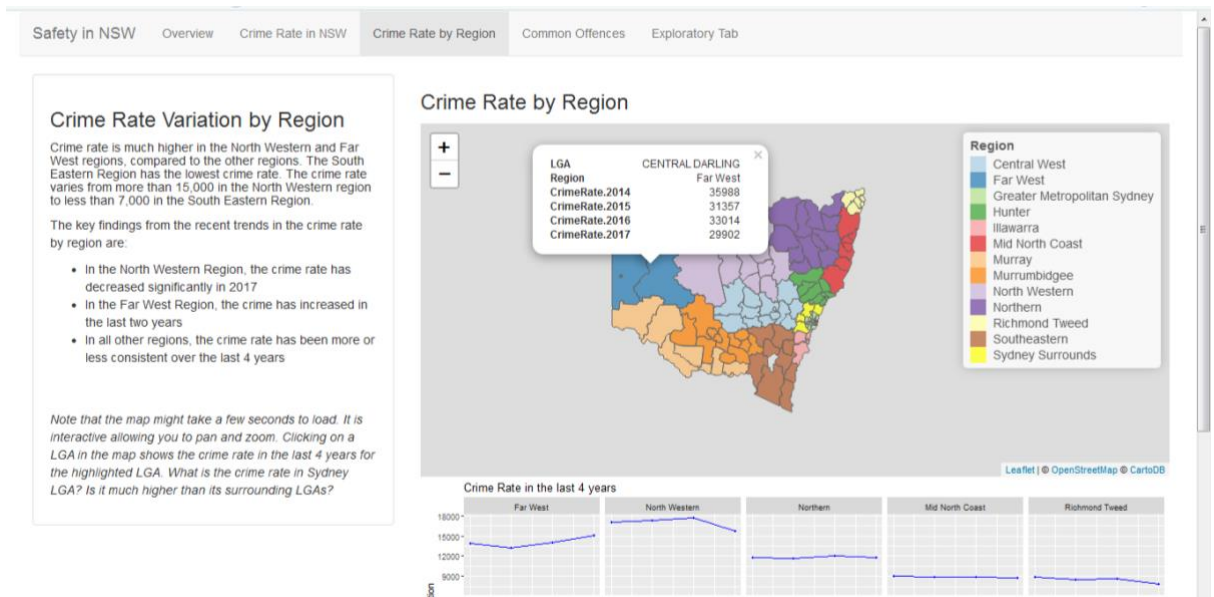 Safety in NSW Overview Crime Rate in NSW Crime Rate by Region Common Offences Exploratory Tab
Crime Rate Variation by Region
Crime rate is much higher in the North Western and Far
West regions, compared to the other regions. The South
Eastern Region has the lowest crime rate. The crime rate
varies from more than 15,000 in the North Western region
to less than 7,000 in the South Eastern Region.
The key findings from the recent trends in the crime rate
by region are:
• In the North Western Region, the crime rate has
decreased significantly in 2017
• In the Far West Region, the crime has increased in
the last two years
• In all other regions, the crime rate has been more or
less consistent over the last 4 years
Note that the map might take a few seconds to load. It is
interactive allowing you to pan and zoom. Clicking on a
LGA in the map shows the crime rate in the last 4 years for
the highlighted LGA. What is the crime rate in Sydney
LGA? Is it much higher than its surrounding LGAs?
Crime Rate by Region
+
−
×
LGA CENTRAL DARLING
Region Far West
CrimeRate.2014 35988
CrimeRate.2015 31357
CrimeRate.2016 33014
CrimeRate.2017 29902
Region
Central West
Far West
Greater Metropolitan Sydney
Hunter
Illawarra
Mid North Coast
Murray
Murrumbidgee
North Western
Northern
Richmond Tweed
Southeastern
Sydney Surrounds
Leaflet | © OpenStreetMap © CartoDB
Crime Rate in the last 4 years
Far West North Western Northern Mid North Coast Richmond Tweed
18000
15000
12000
9000